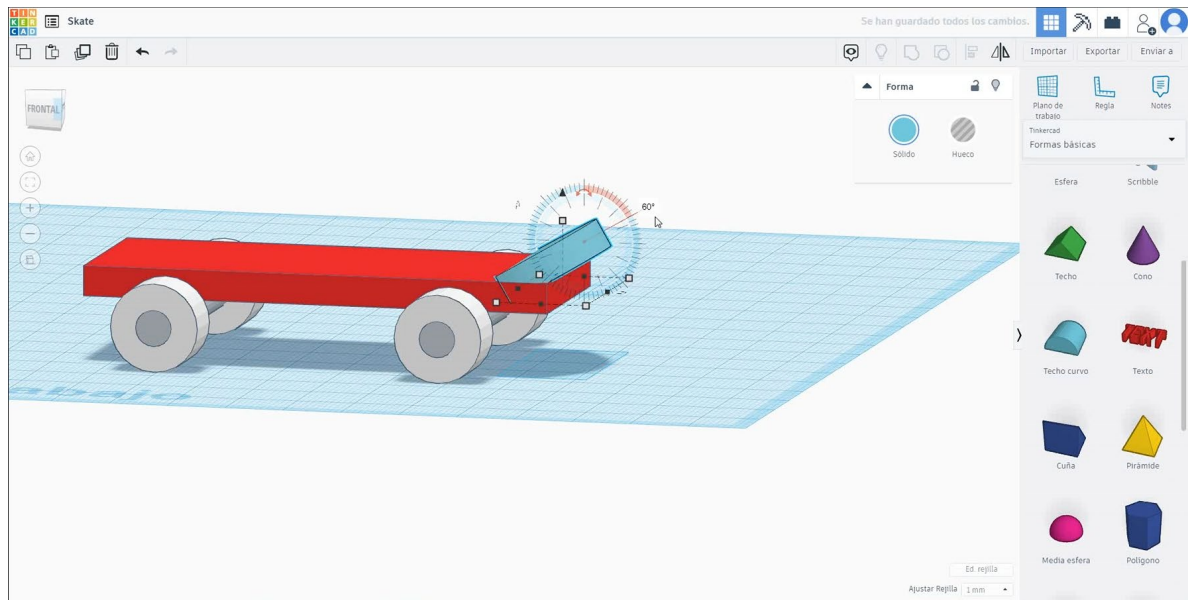 TIN
KER
CAD
Skate
Se han guardado todos los cambios.
Importar
Exportar
Enviar a
FRONTAL
Forma
Sólido
Hueco
Plano de
trabajo
Regla
Notes
Tinkercad
Formas básicas
Esfera
Scribble
60°
Techo
Cono
TEXT
Techo curvo
Texto
Cuña
Pirámide
Media esfera
Polígono
abajo
Ed. rejilla
Ajustar Rejilla
1 mm